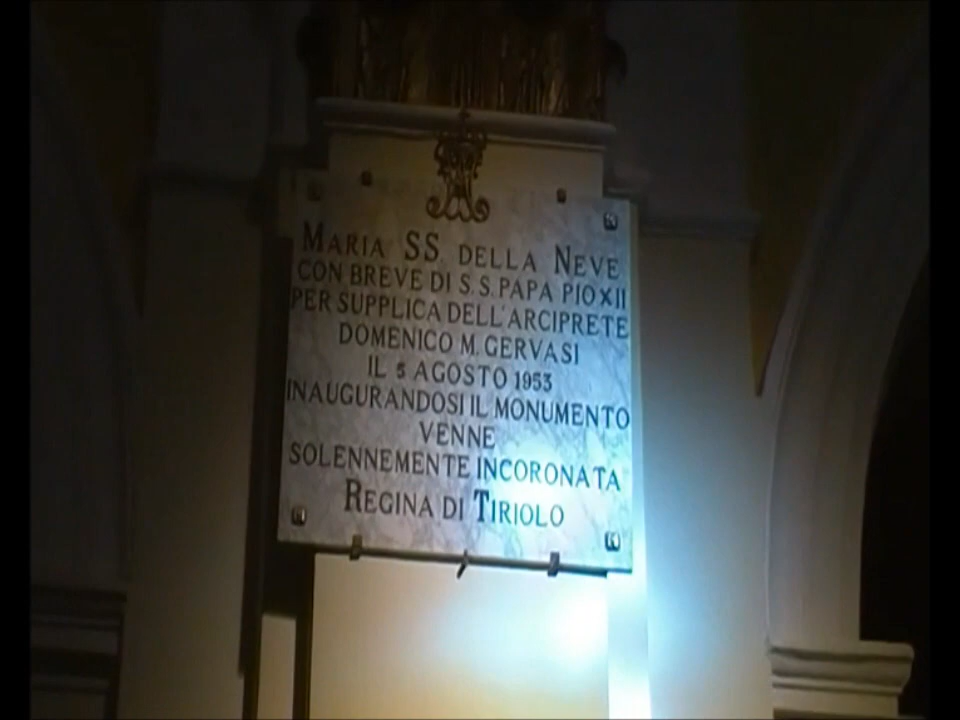 MARIA SS. DELLA NEVE
CON BREVE DI S.S. PAPA PIO XII
PER SUPPLICA DELL'ARCIPRETE
DOMENICO M. GERVASI
IL 5 AGOSTO 1953
INAUGURANDOSI IL MONUMENTO
VENNE
SOLENNEMENTE INCORONATA
REGINA DI TIRIOLO